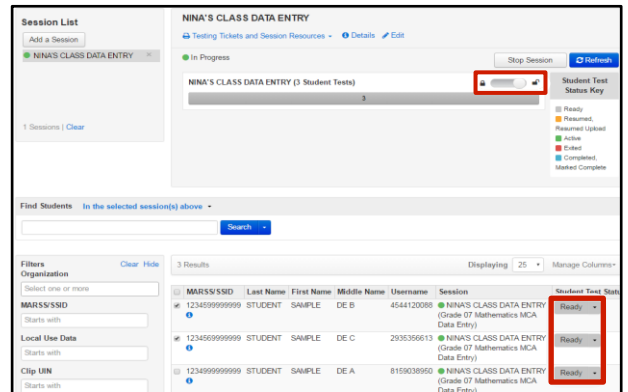 Session List
Add a Session
NINA'S CLASS DATA ENTRY
1 Sessions | Clear
NINA'S CLASS DATA ENTRY
Testing Tickets and Session Resources Details Edit
In Progress
Stop Session Refresh
NINA'S CLASS DATA ENTRY (3 Student Tests)
3
Student Test
Status Key
Ready
Resumed,
Resumed Upload
Active
Exited
Completed,
Marked Complete
Find Students In the selected session(s) above
Search
Filters Clear Hide
Organization
Select one or more
MARSS/SSID
Starts with
Local Use Data
Starts with
Clip UIN
Starts with
3 Results Displaying 25 Manage Columns
MARSS/SSID Last Name First Name Middle Name Username Session Student Test Statu
1234599999999 STUDENT SAMPLE DE B 4544120088 NINA'S CLASS DATA ENTRY Ready
(Grade 07 Mathematics MCA
Data Entry)
1234569999999 STUDENT SAMPLE DE C 2935356613 NINA'S CLASS DATA ENTRY Ready
(Grade 07 Mathematics MCA
Data Entry)
1234999999999 STUDENT SAMPLE DE A 8159038950 NINA'S CLASS DATA ENTRY Ready
(Grade 07 Mathematics MCA
Data Entry)